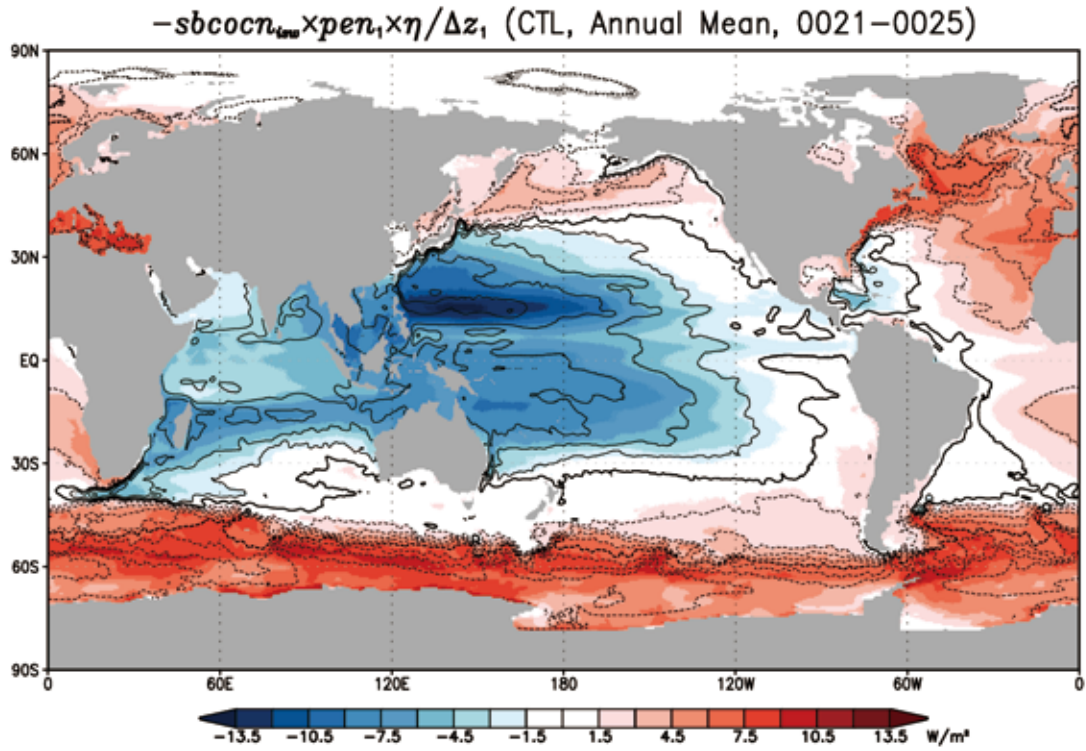 −sbcocn_{insw}×pen₁×η/Δz₁ (CTL, Annual Mean, 0021−0025)
90N
60N
30N
EQ
30S
60S
90S
0 60E 120E 180 120W 60W 0
−13.5 −10.5 −7.5 −4.5 −1.5 1.5 4.5 7.5 10.5 13.5 W/m²